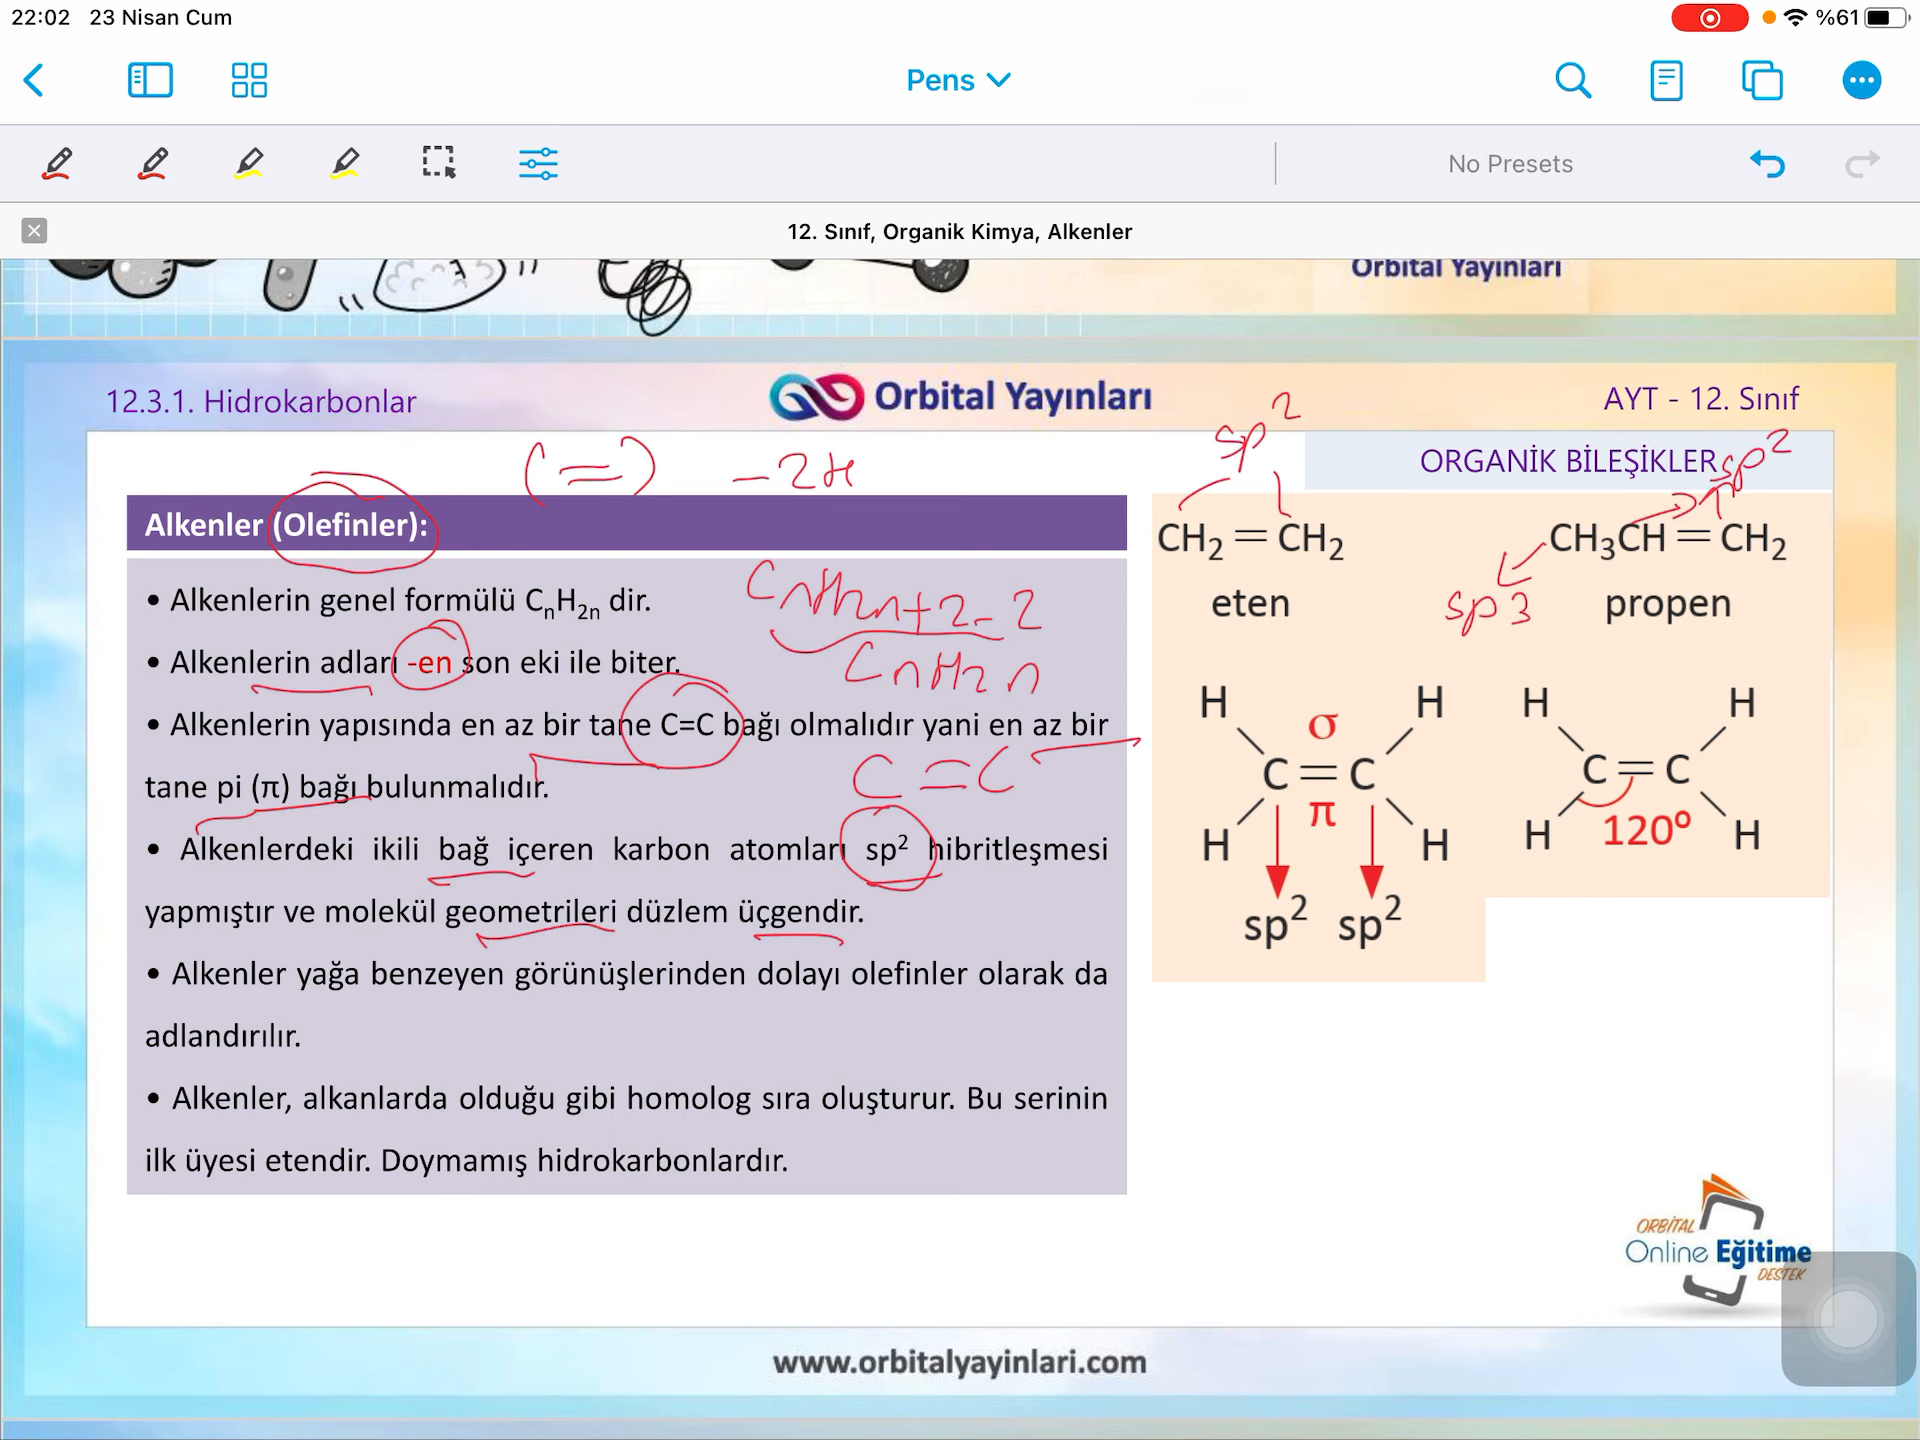 22:02 23 Nisan Cum
%61
Pens
No Presets
12. Sınıf, Organik Kimya, Alkenler
Orbital Yayınları
12.3.1. Hidrokarbonlar
Orbital Yayınları
AYT - 12. Sınıf
ORGANİK BİLEŞİKLER
(=) -2H
sp²
sp²
Alkenler (Olefinler):
CH₂=CH₂
CH₃CH=CH₂
eten
sp3
propen
• Alkenlerin genel formülü CₙH₂ₙ dir.
CnH2n+2-2
CnH2n
• Alkenlerin adları -en son eki ile biter.
• Alkenlerin yapısında en az bir tane C=C bağı olmalıdır yani en az bir
tane pi (π) bağı bulunmalıdır.
C=C
• Alkenlerdeki ikili bağ içeren karbon atomları sp² hibritleşmesi
yapmıştır ve molekül geometrileri düzlem üçgendir.
• Alkenler yağa benzeyen görünüşlerinden dolayı olefinler olarak da
adlandırılır.
• Alkenler, alkanlarda olduğu gibi homolog sıra oluşturur. Bu serinin
ilk üyesi etendir. Doymamış hidrokarbonlardır.
H H
σ
C=C
π
H H
sp² sp²
H H
C=C
H 120° H
ORBİTAL
Online Eğitime
DESTEK
www.orbitalyayinlari.com